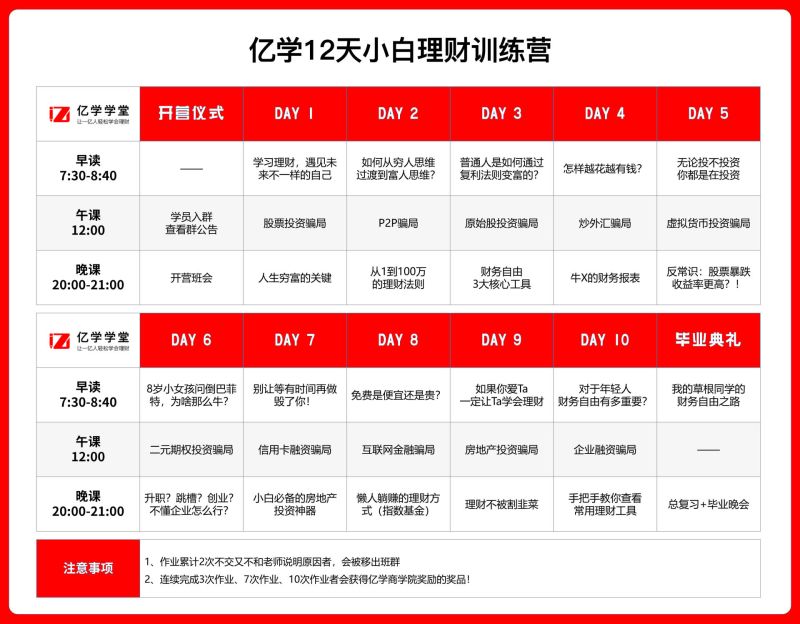 亿学12天小白理财训练营
亿学学堂
让一亿人轻松学会理财
开营仪式
DAY 1
DAY 2
DAY 3
DAY 4
DAY 5
早读
7:30-8:40
——
学习理财，遇见未
来不一样的自己
如何从穷人思维
过渡到富人思维？
普通人是如何通过
复利法则变富的？
怎样越花越有钱？
无论投不投资
你都是在投资
午课
12:00
学员入群
查看群公告
股票投资骗局
P2P骗局
原始股投资骗局
炒外汇骗局
虚拟货币投资骗局
晚课
20:00-21:00
开营班会
人生穷富的关键
从1到100万
的理财法则
财务自由
3大核心工具
牛X的财务报表
反常识：股票暴跌
收益率更高？！
亿学学堂
让一亿人轻松学会理财
DAY 6
DAY 7
DAY 8
DAY 9
DAY 10
毕业典礼
早读
7:30-8:40
8岁小女孩问倒巴菲
特，为啥那么牛？
别让等有时间再做
毁了你！
免费是便宜还是贵？
如果你爱Ta
一定让Ta学会理财
对于年轻人
财务自由有多重要？
我的草根同学的
财务自由之路
午课
12:00
二元期权投资骗局
信用卡融资骗局
互联网金融骗局
房地产投资骗局
企业融资骗局
——
晚课
20:00-21:00
升职？跳槽？创业？
不懂企业怎么行？
小白必备的房地产
投资神器
懒人躺赚的理财方
式（指数基金）
理财不被割韭菜
手把手教你查看
常用理财工具
总复习+毕业晚会
注意事项
1、作业累计2次不交又不和老师说明原因者，会被移出班群
2、连续完成3次作业、7次作业、10次作业者会获得亿学商学院奖励的奖品！